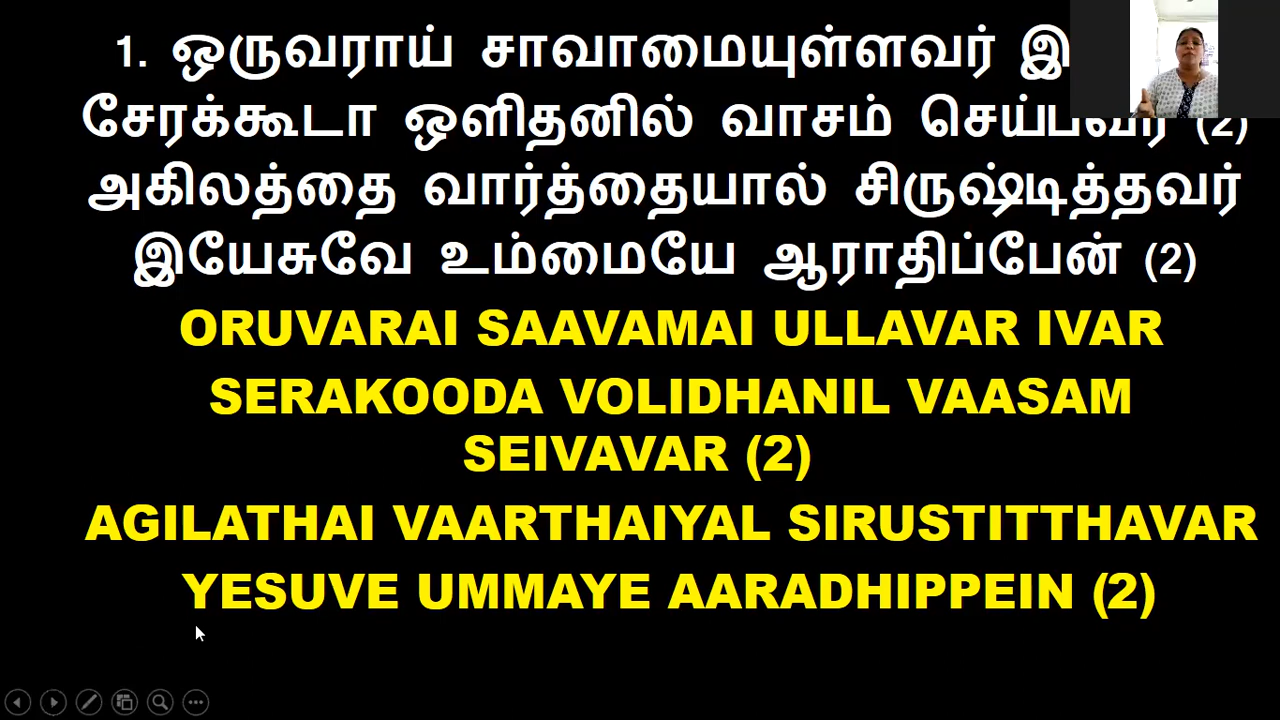 1. ஒருவராய் சாவாமையுள்ளவர்
சேரக்கூடா ஒளிதனில் வாசம் செய்பவர் (2)
அகிலத்தை வார்த்தையால் சிருஷ்டித்தவர்
இயேசுவே உம்மையே ஆராதிப்பேன் (2)
ORUVARAI SAAVAMAI ULLAVAR IVAR
SERAKOODA VOLIDHANIL VAASAM
SEIVAVAR (2)
AGILATHAI VAARTHAIYAL SIRUSTITTHAVAR
YESUVE UMMAYE AARADHIPPEIN (2)